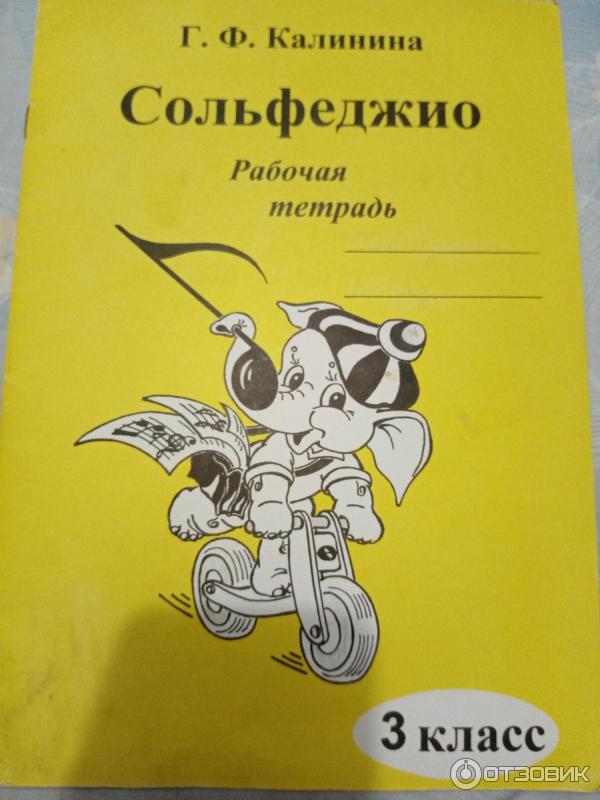 Г. Ф. Калинина
Сольфеджио
Рабочая
тетрадь
3 класс
ОТЗОВИК